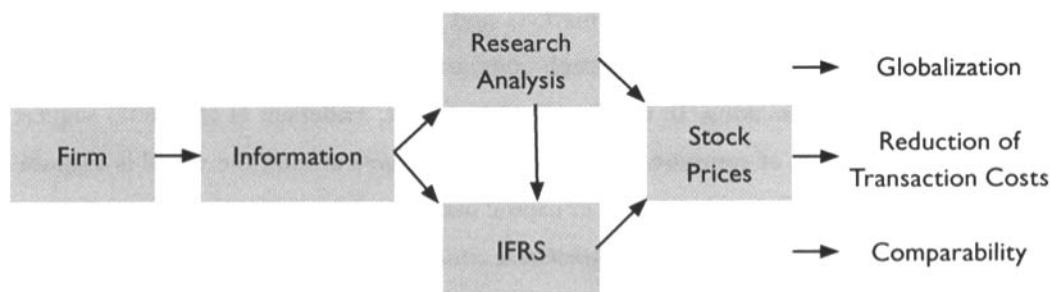 Research
Analysis
Globalization
Firm
Information
Stock
Prices
Reduction of
Transaction Costs
IFRS
Comparability